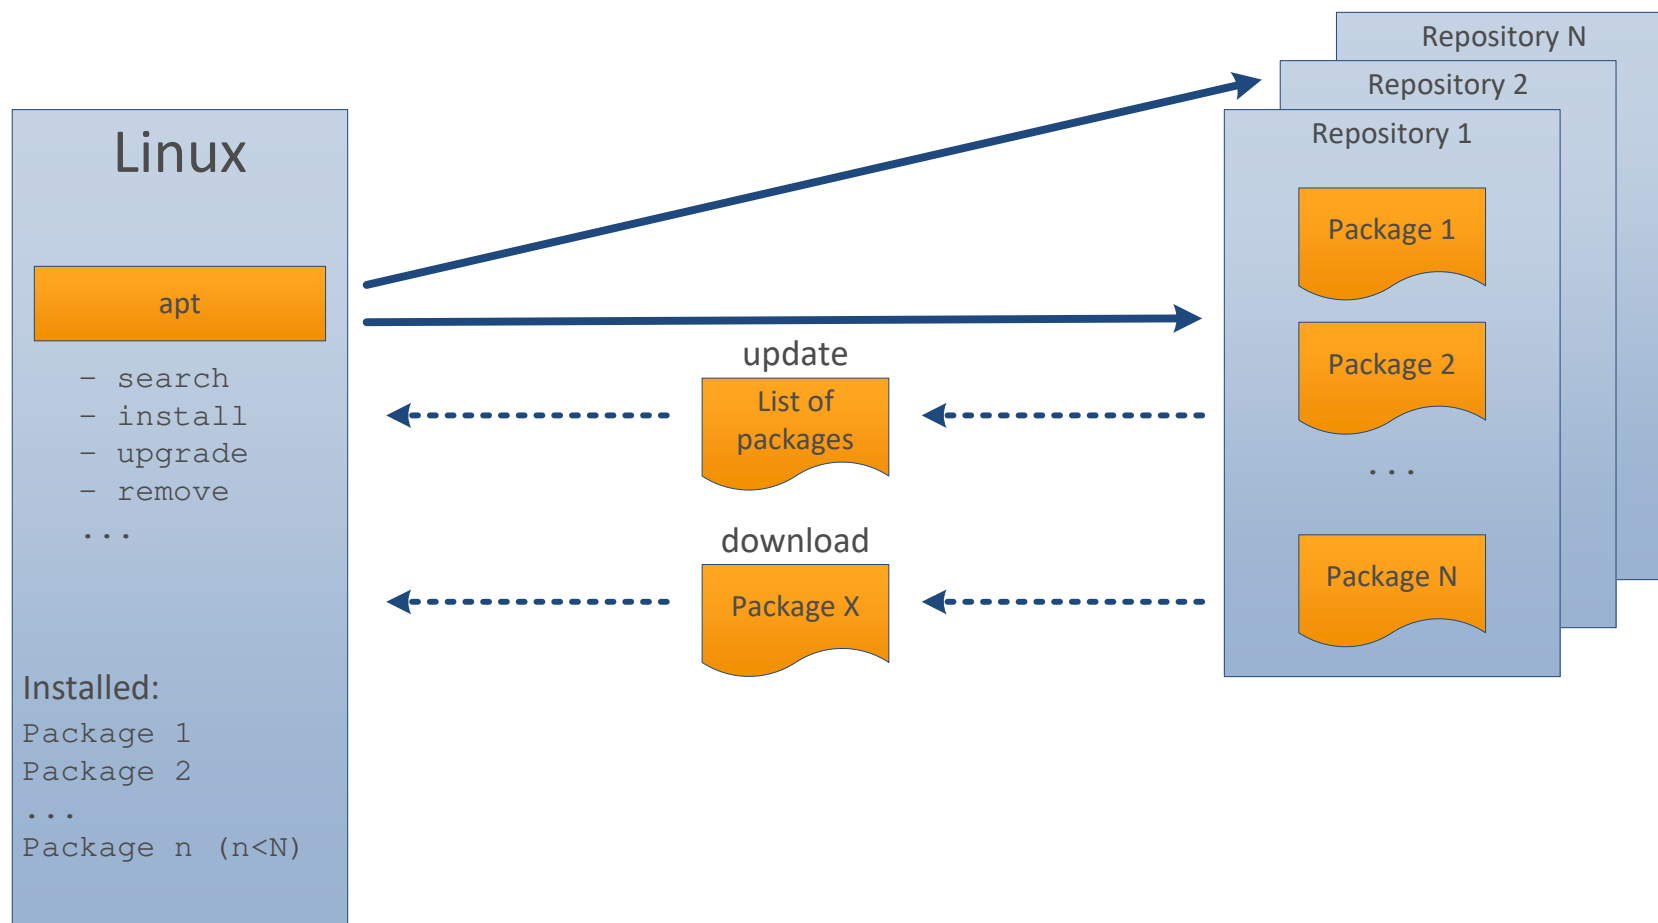 Linux
apt
- search
- install
- upgrade
- remove
...
Installed:
Package 1
Package 2
...
Package n (n<N)
update
List of
packages
download
Package X
Repository N
Repository 2
Repository 1
Package 1
Package 2
...
Package N